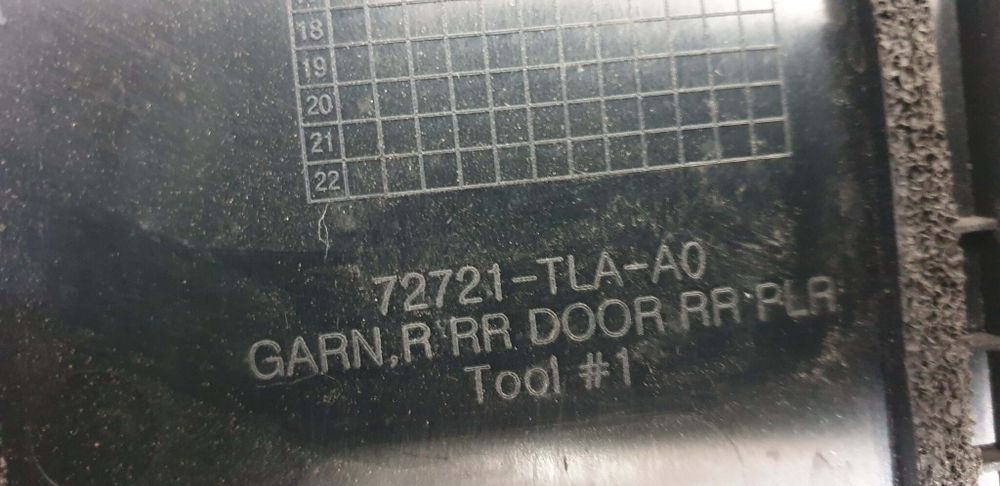 18
19
20
21
22
72721-TLA-A0
GARN,R RR DOOR RR PLR
Tool #1